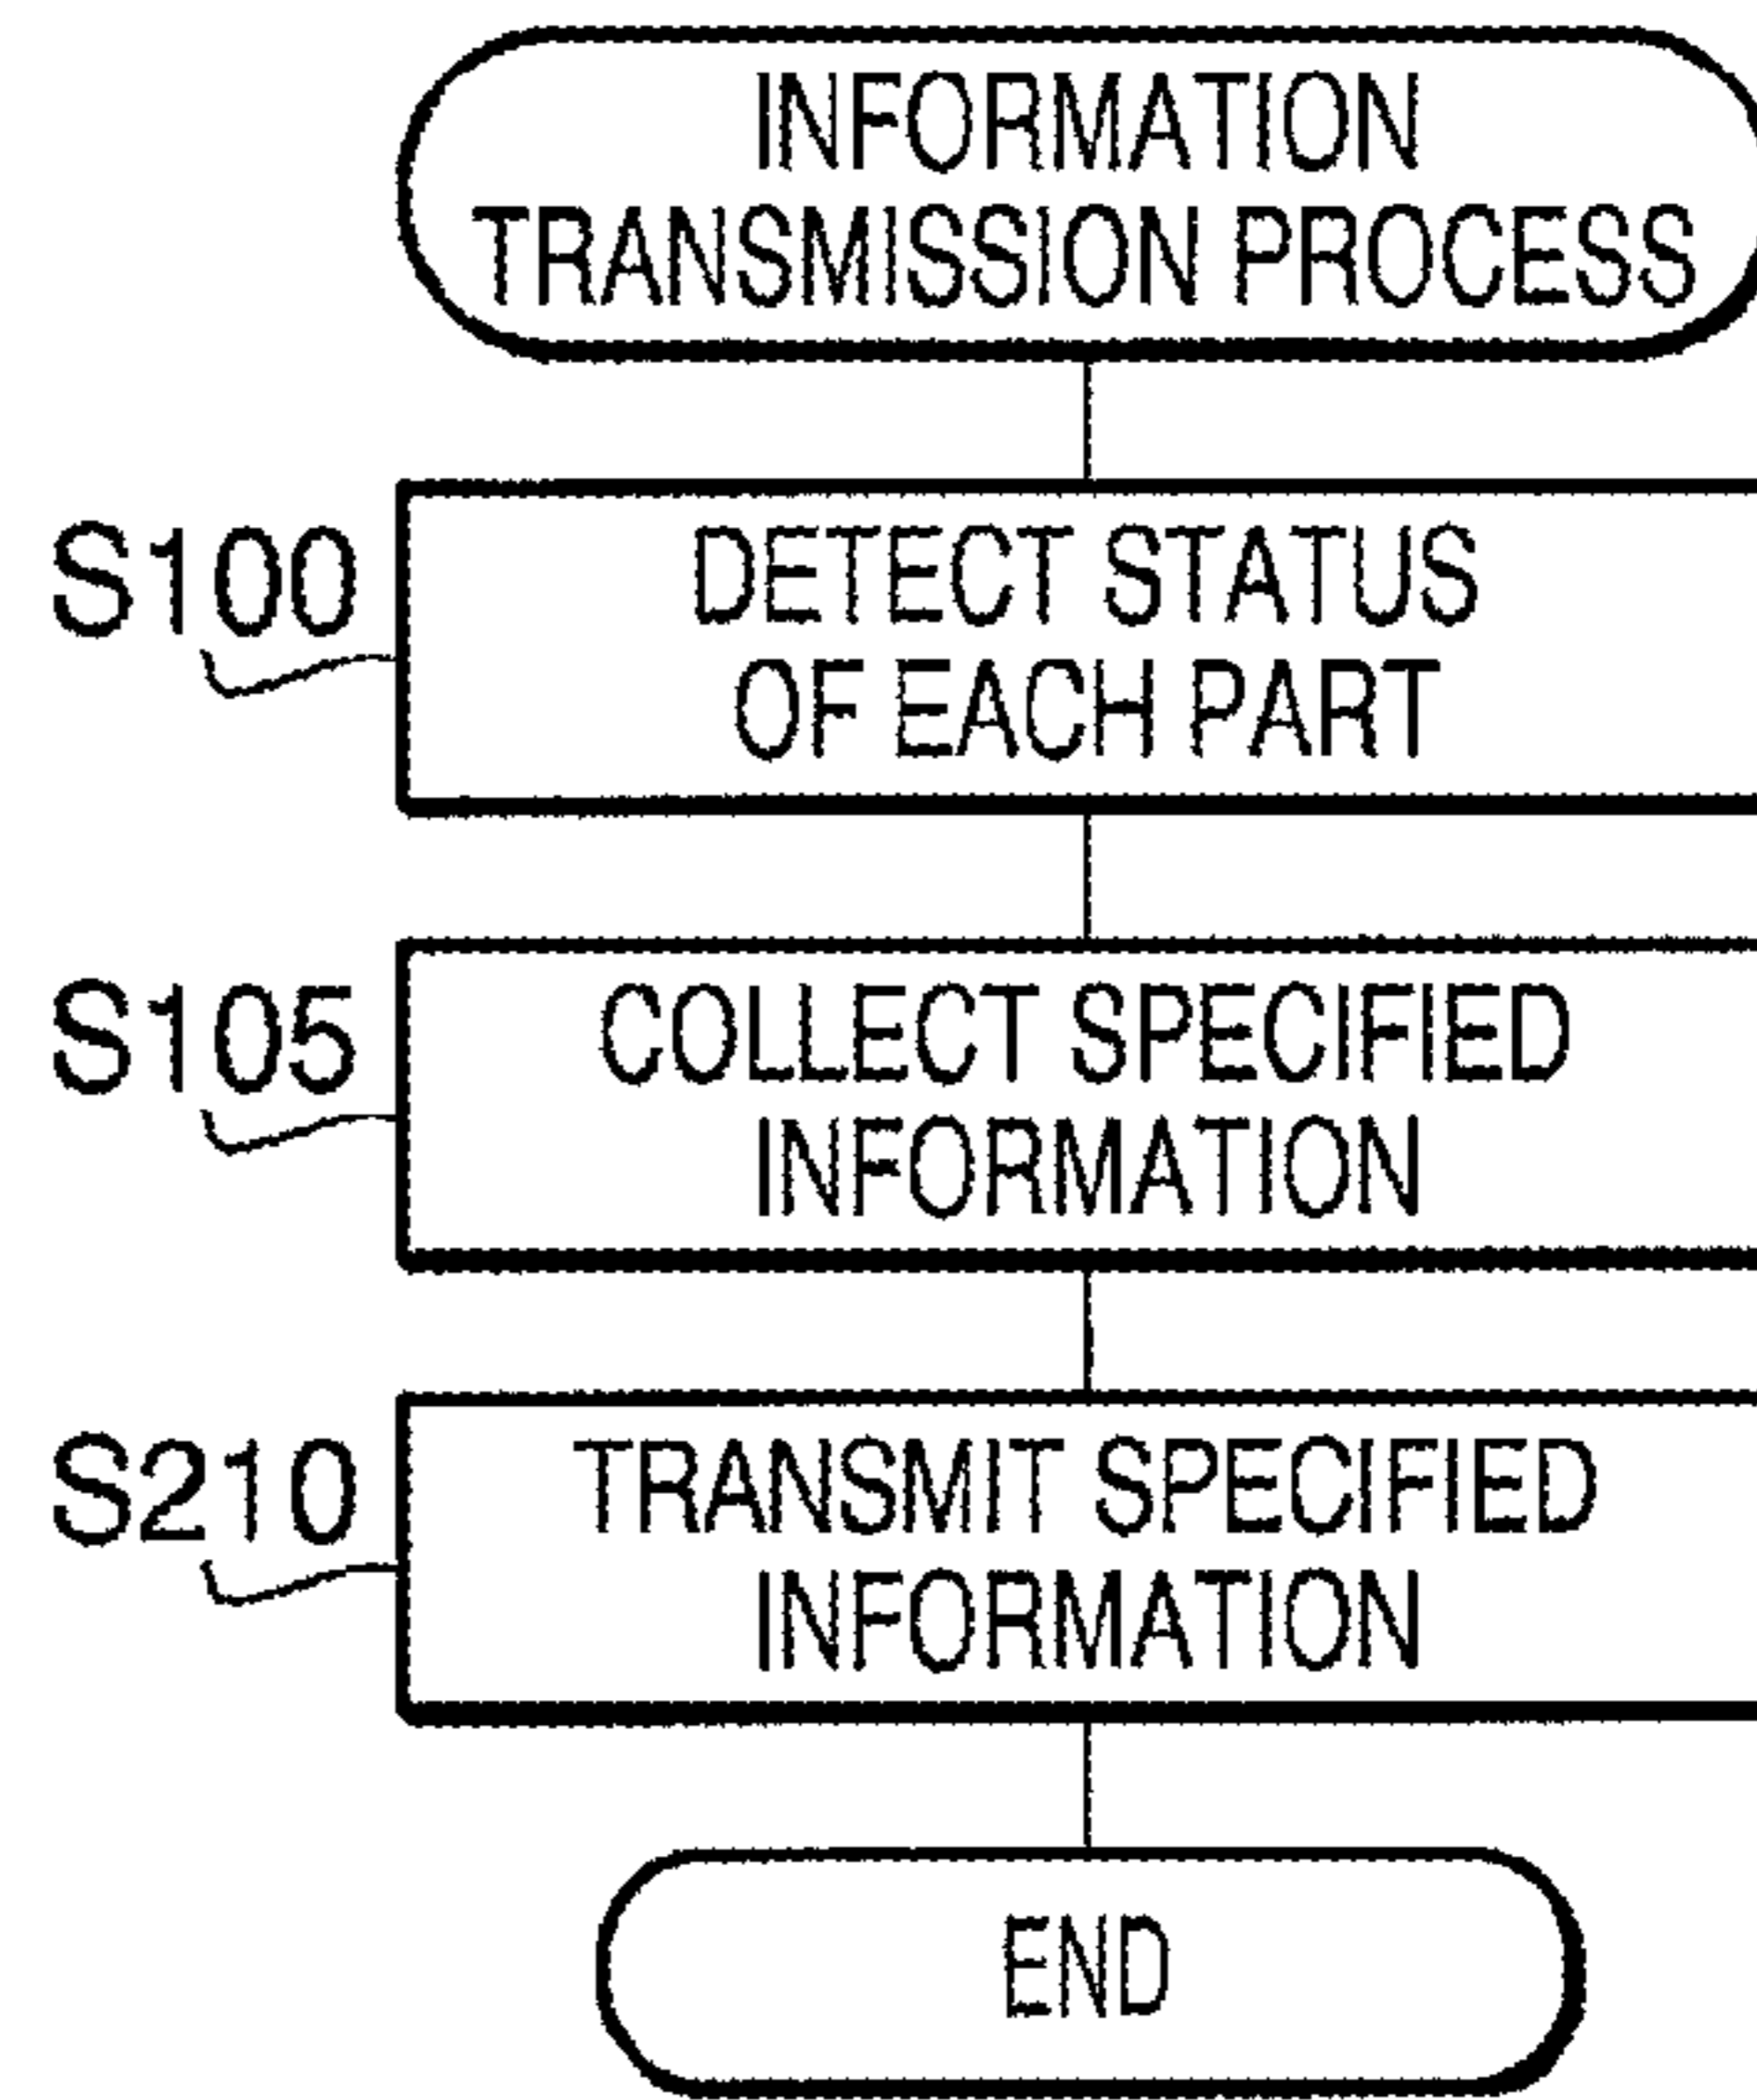 INFORMATION
TRANSMISSION PROCESS
S100
DETECT STATUS
OF EACH PART
S105
COLLECT SPECIFIED
INFORMATION
S210
TRANSMIT SPECIFIED
INFORMATION
END